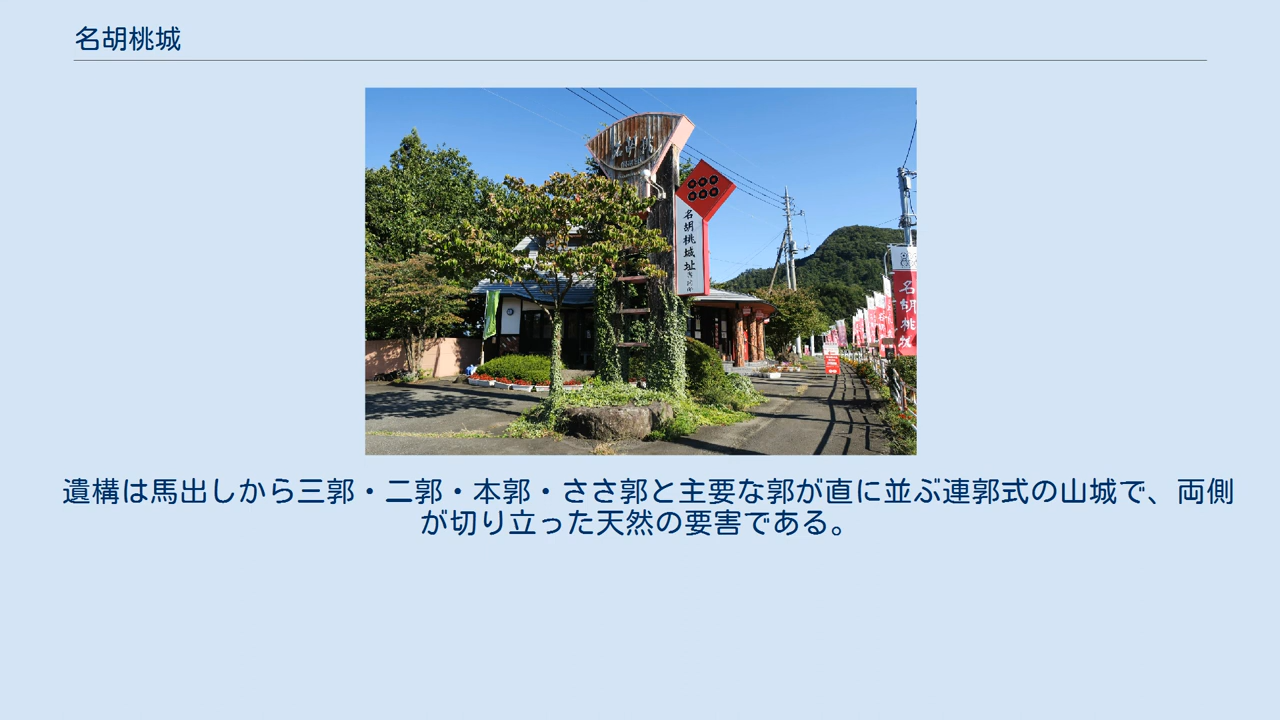 名胡桃城
名胡桃城址
名胡桃
遺構は馬出しから三郭・二郭・本郭・ささ郭と主要な郭が直に並ぶ連郭式の山城で、両側
が切り立った天然の要害である。